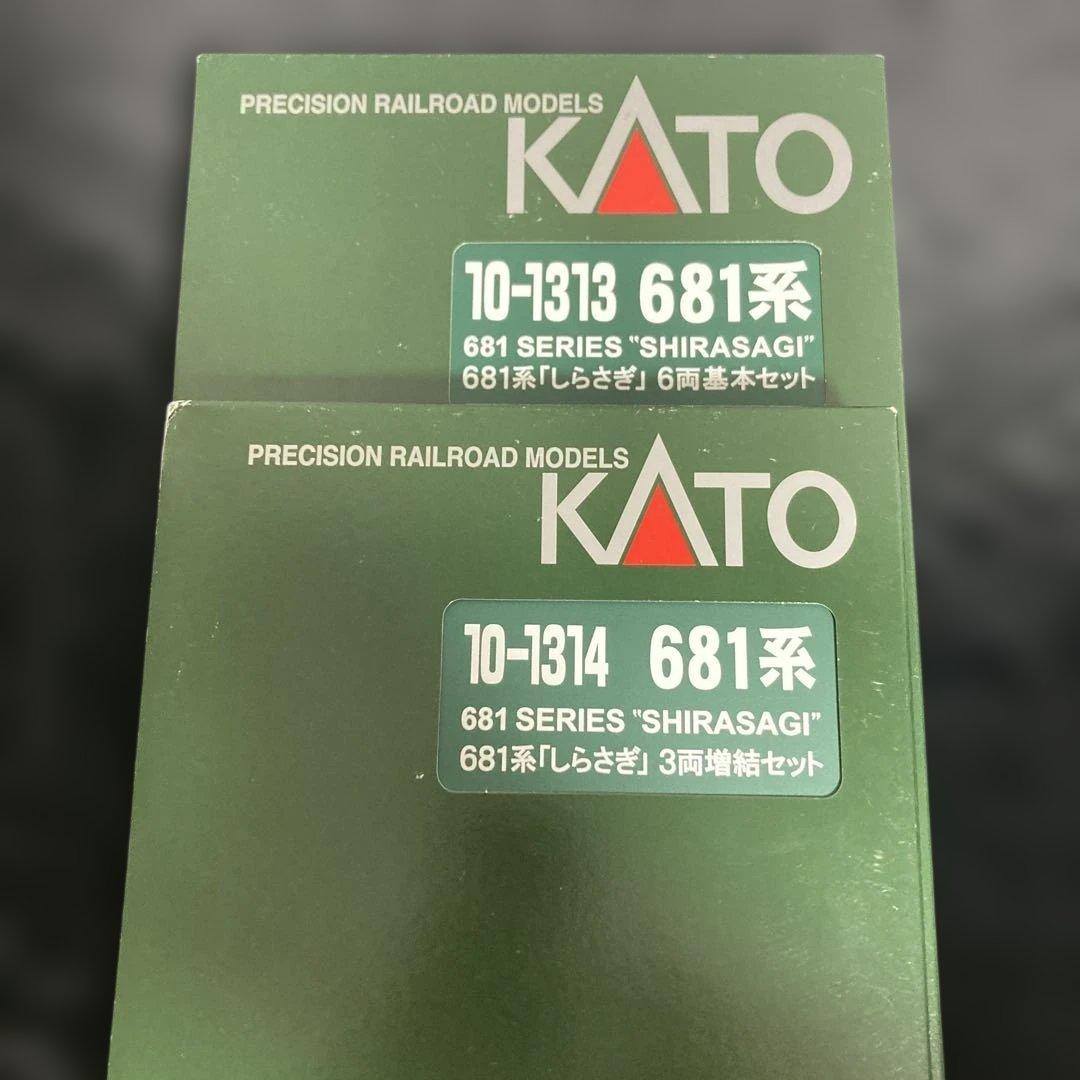 PRECISION RAILROAD MODELS
KATO
10-1313 681系
681 SERIES "SHIRASAGI"
681系「しらさぎ」 6両基本セット
PRECISION RAILROAD MODELS
KATO
10-1314 681系
681 SERIES "SHIRASAGI"
681系「しらさぎ」 3両増結セット